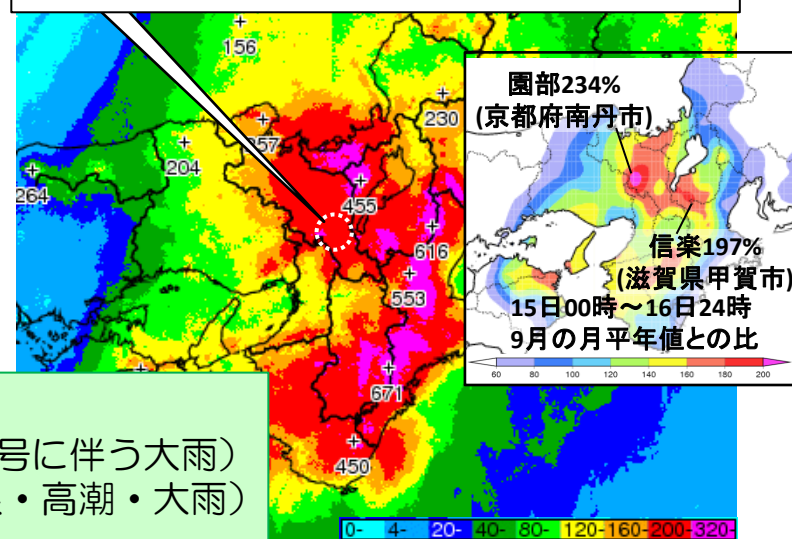 156
園部234%
(京都府南丹市)
230
357
204
264
455
616
信楽197%
(滋賀県甲賀市)
553
15日00時～16日24時
9月の月平年値との比
60 80 100 120 140 160 180 200
671
号に伴う大雨）
450
・高潮・大雨）
0- 4- 20- 40- 80- 120- 160- 200- 320-